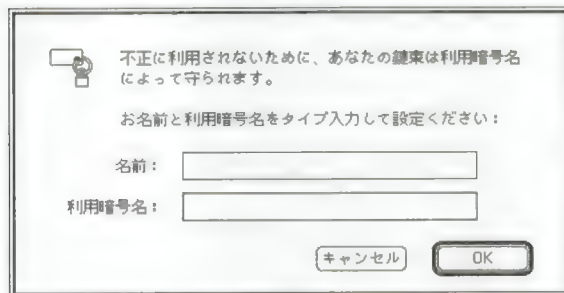 不正に利用されないために、あなたの鍵束は利用暗号名
によって守られます。
お名前と利用暗号名をタイプ入力して設定ください：
名前：
利用暗号名：
キャンセル
OK